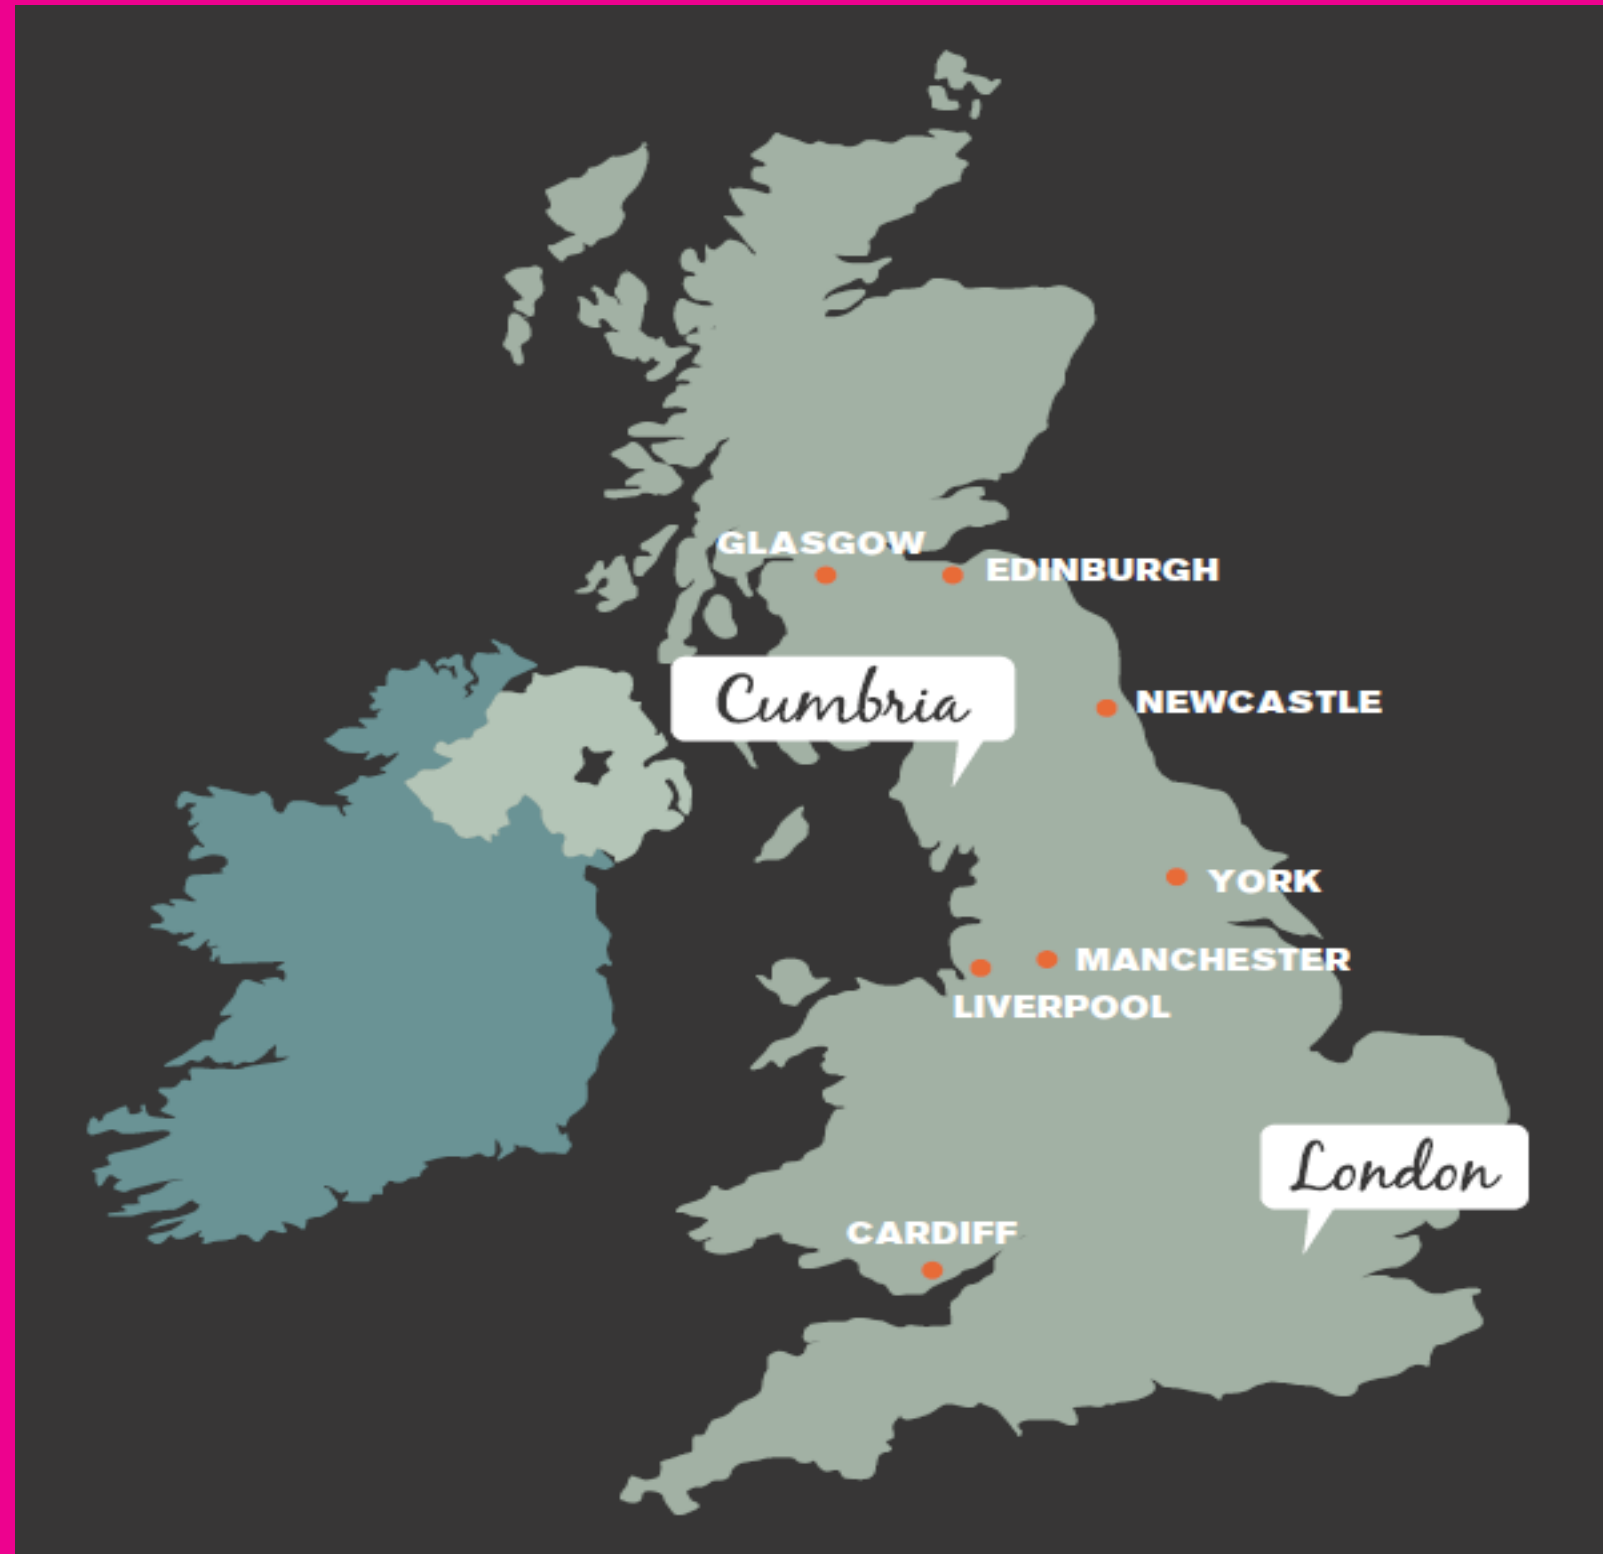 GLASGOW
EDINBURGH
Cumbria
NEWCASTLE
YORK
MANCHESTER
LIVERPOOL
London
CARDIFF